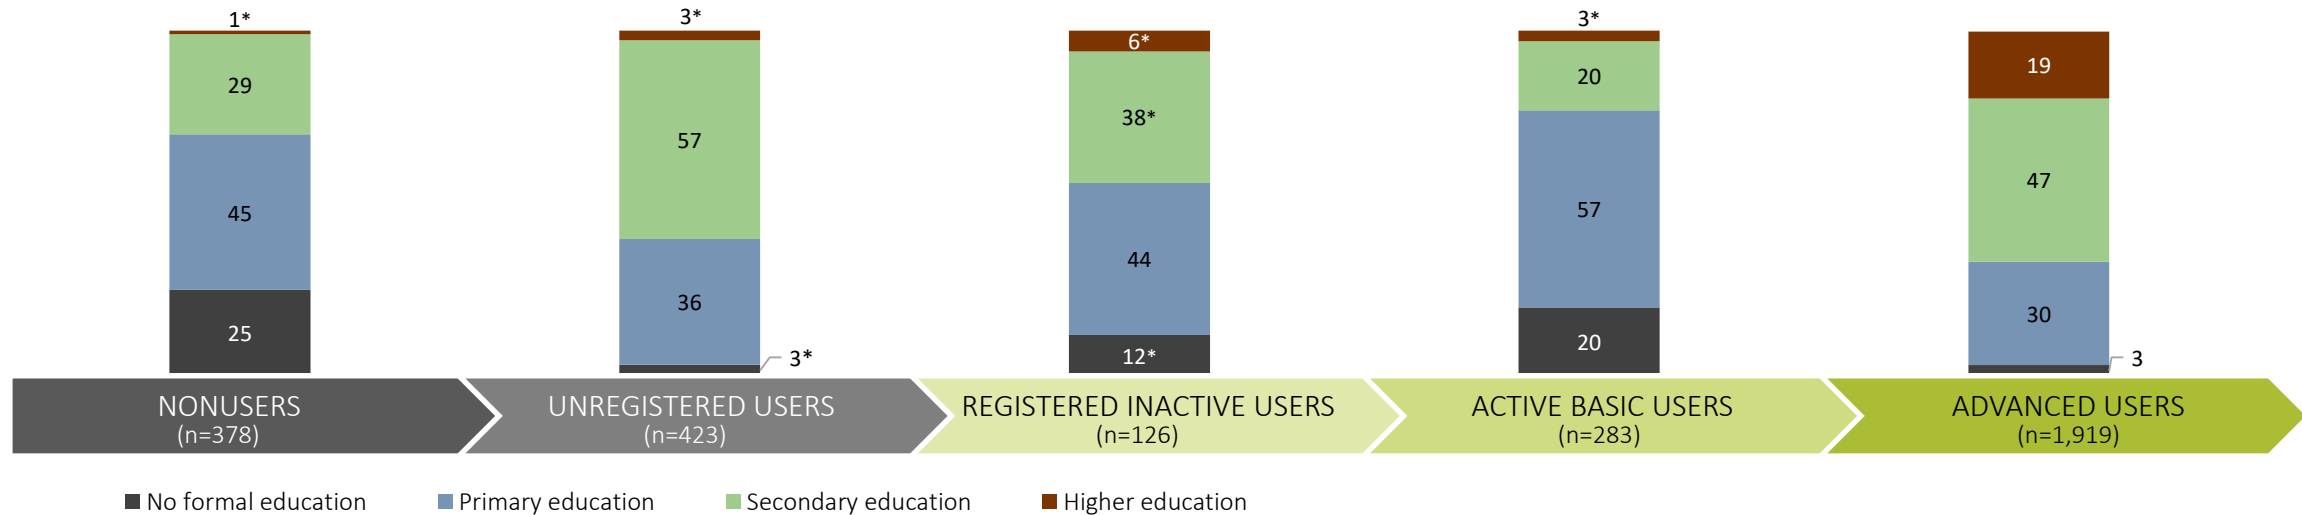 1*
3*
6*
3*
19
29
57
38*
20
47
45
36
44
57
30
25
3*
12*
20
3
NONUSERS
(n=378)
UNREGISTERED USERS
(n=423)
REGISTERED INACTIVE USERS
(n=126)
ACTIVE BASIC USERS
(n=283)
ADVANCED USERS
(n=1,919)
No formal education
Primary education
Secondary education
Higher education